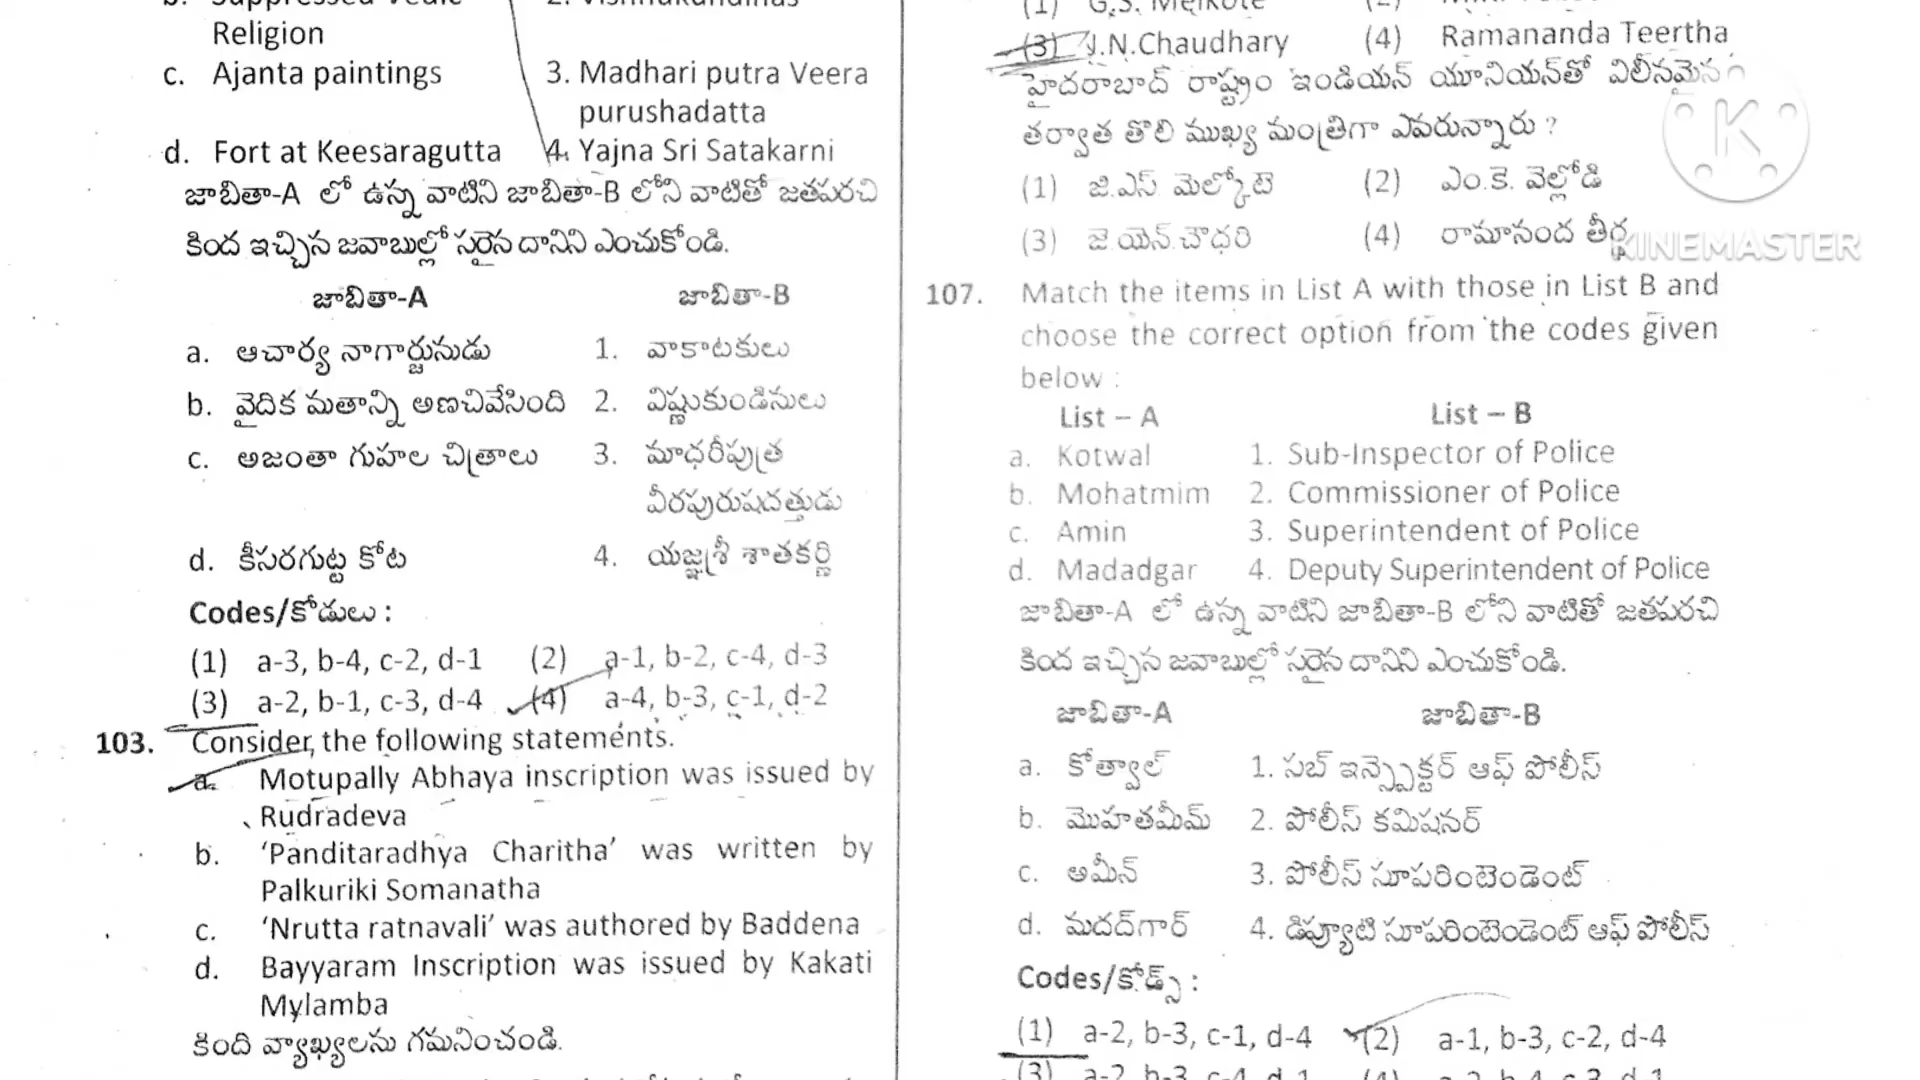 b. Suppressed Vedic 2. Vishnukundinas
Religion
c. Ajanta paintings 3. Madhari putra Veera
purushadatta
d. Fort at Keesaragutta 4. Yajna Sri Satakarni
జాబితా-A లో ఉన్న వాటిని జాబితా-B లోని వాటితో జతపరచి
కింద ఇచ్చిన జవాబుల్లో సరైన దానిని ఎంచుకోండి.
జాబితా-A జాబితా-B
a. ఆచార్య నాగార్జునుడు 1. వాకాటకులు
b. వైదిక మతాన్ని అణచివేసింది 2. విష్ణుకుండినులు
c. అజంతా గుహల చిత్రాలు 3. మాధరీపుత్ర
వీరపురుషదత్తుడు
d. కీసరగుట్ట కోట 4. యజ్ఞశ్రీ శాతకర్ణి
Codes/కోడులు :
(1) a-3, b-4, c-2, d-1 (2) a-1, b-2, c-4, d-3
(3) a-2, b-1, c-3, d-4 (4) a-4, b-3, c-1, d-2
103. Consider, the following statements.
a. Motupally Abhaya inscription was issued by
Rudradeva
b. ‘Panditaradhya Charitha’ was written by
Palkuriki Somanatha
c. ‘Nrutta ratnavali’ was authored by Baddena
d. Bayyaram Inscription was issued by Kakati
Mylamba
కింది వ్యాఖ్యలను గమనించండి.
(1) G.S. Melkote (2)
(3) J.N.Chaudhary (4) Ramananda Teertha
హైదరాబాద్ రాష్ట్రం ఇండియన్ యూనియన్‌తో విలీనమైన
తర్వాత తొలి ముఖ్య మంత్రిగా ఎవరున్నారు ?
(1) జి.ఎస్ మెల్కోటె (2) ఎం.కె. వెల్లోడి
(3) జె.యెన్.చౌధరి (4) రామానంద తీర్థ
KINEMASTER
107. Match the items in List A with those in List B and
choose the correct option from the codes given
below :
List – A List – B
a. Kotwal 1. Sub-Inspector of Police
b. Mohatmim 2. Commissioner of Police
c. Amin 3. Superintendent of Police
d. Madadgar 4. Deputy Superintendent of Police
జాబితా-A లో ఉన్న వాటిని జాబితా-B లోని వాటితో జతపరచి
కింద ఇచ్చిన జవాబుల్లో సరైన దానిని ఎంచుకోండి.
జాబితా-A జాబితా-B
a. కోత్వాల్ 1. సబ్ ఇన్స్పెక్టర్ ఆఫ్ పోలీస్
b. మొహతమీమ్ 2. పోలీస్ కమిషనర్
c. అమీన్ 3. పోలీస్ సూపరింటెండెంట్
d. మదద్‌గార్ 4. డిప్యూటి సూపరింటెండెంట్ ఆఫ్ పోలీస్
Codes/కోడ్స్ :
(1) a-2, b-3, c-1, d-4 (2) a-1, b-3, c-2, d-4
(3) a-2, b-3, c-4, d-1 (4) a-2, b-4, c-3, d-1